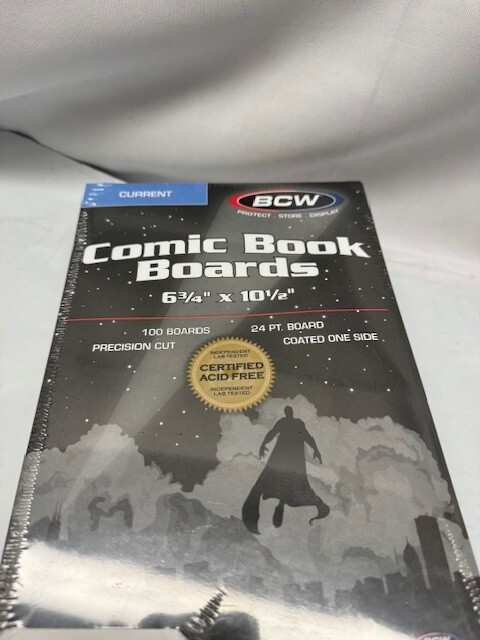 CURRENT
BCW
PROTECT · STORE · DISPLAY
Comic Book
Boards
6¾" x 10½"
100 BOARDS
24 PT. BOARD
PRECISION CUT
COATED ONE SIDE
INDEPENDENT
LAB TESTED
CERTIFIED
ACID FREE
INDEPENDENT
LAB TESTED
BCW